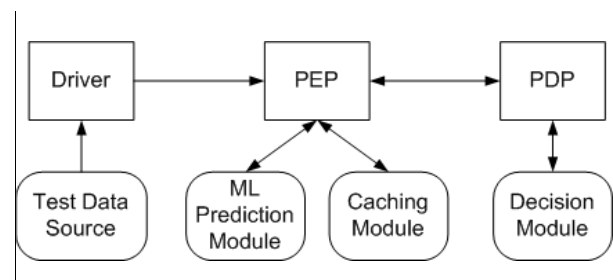 Driver
PEP
PDP
Test Data
Source
ML
Prediction
Module
Caching
Module
Decision
Module